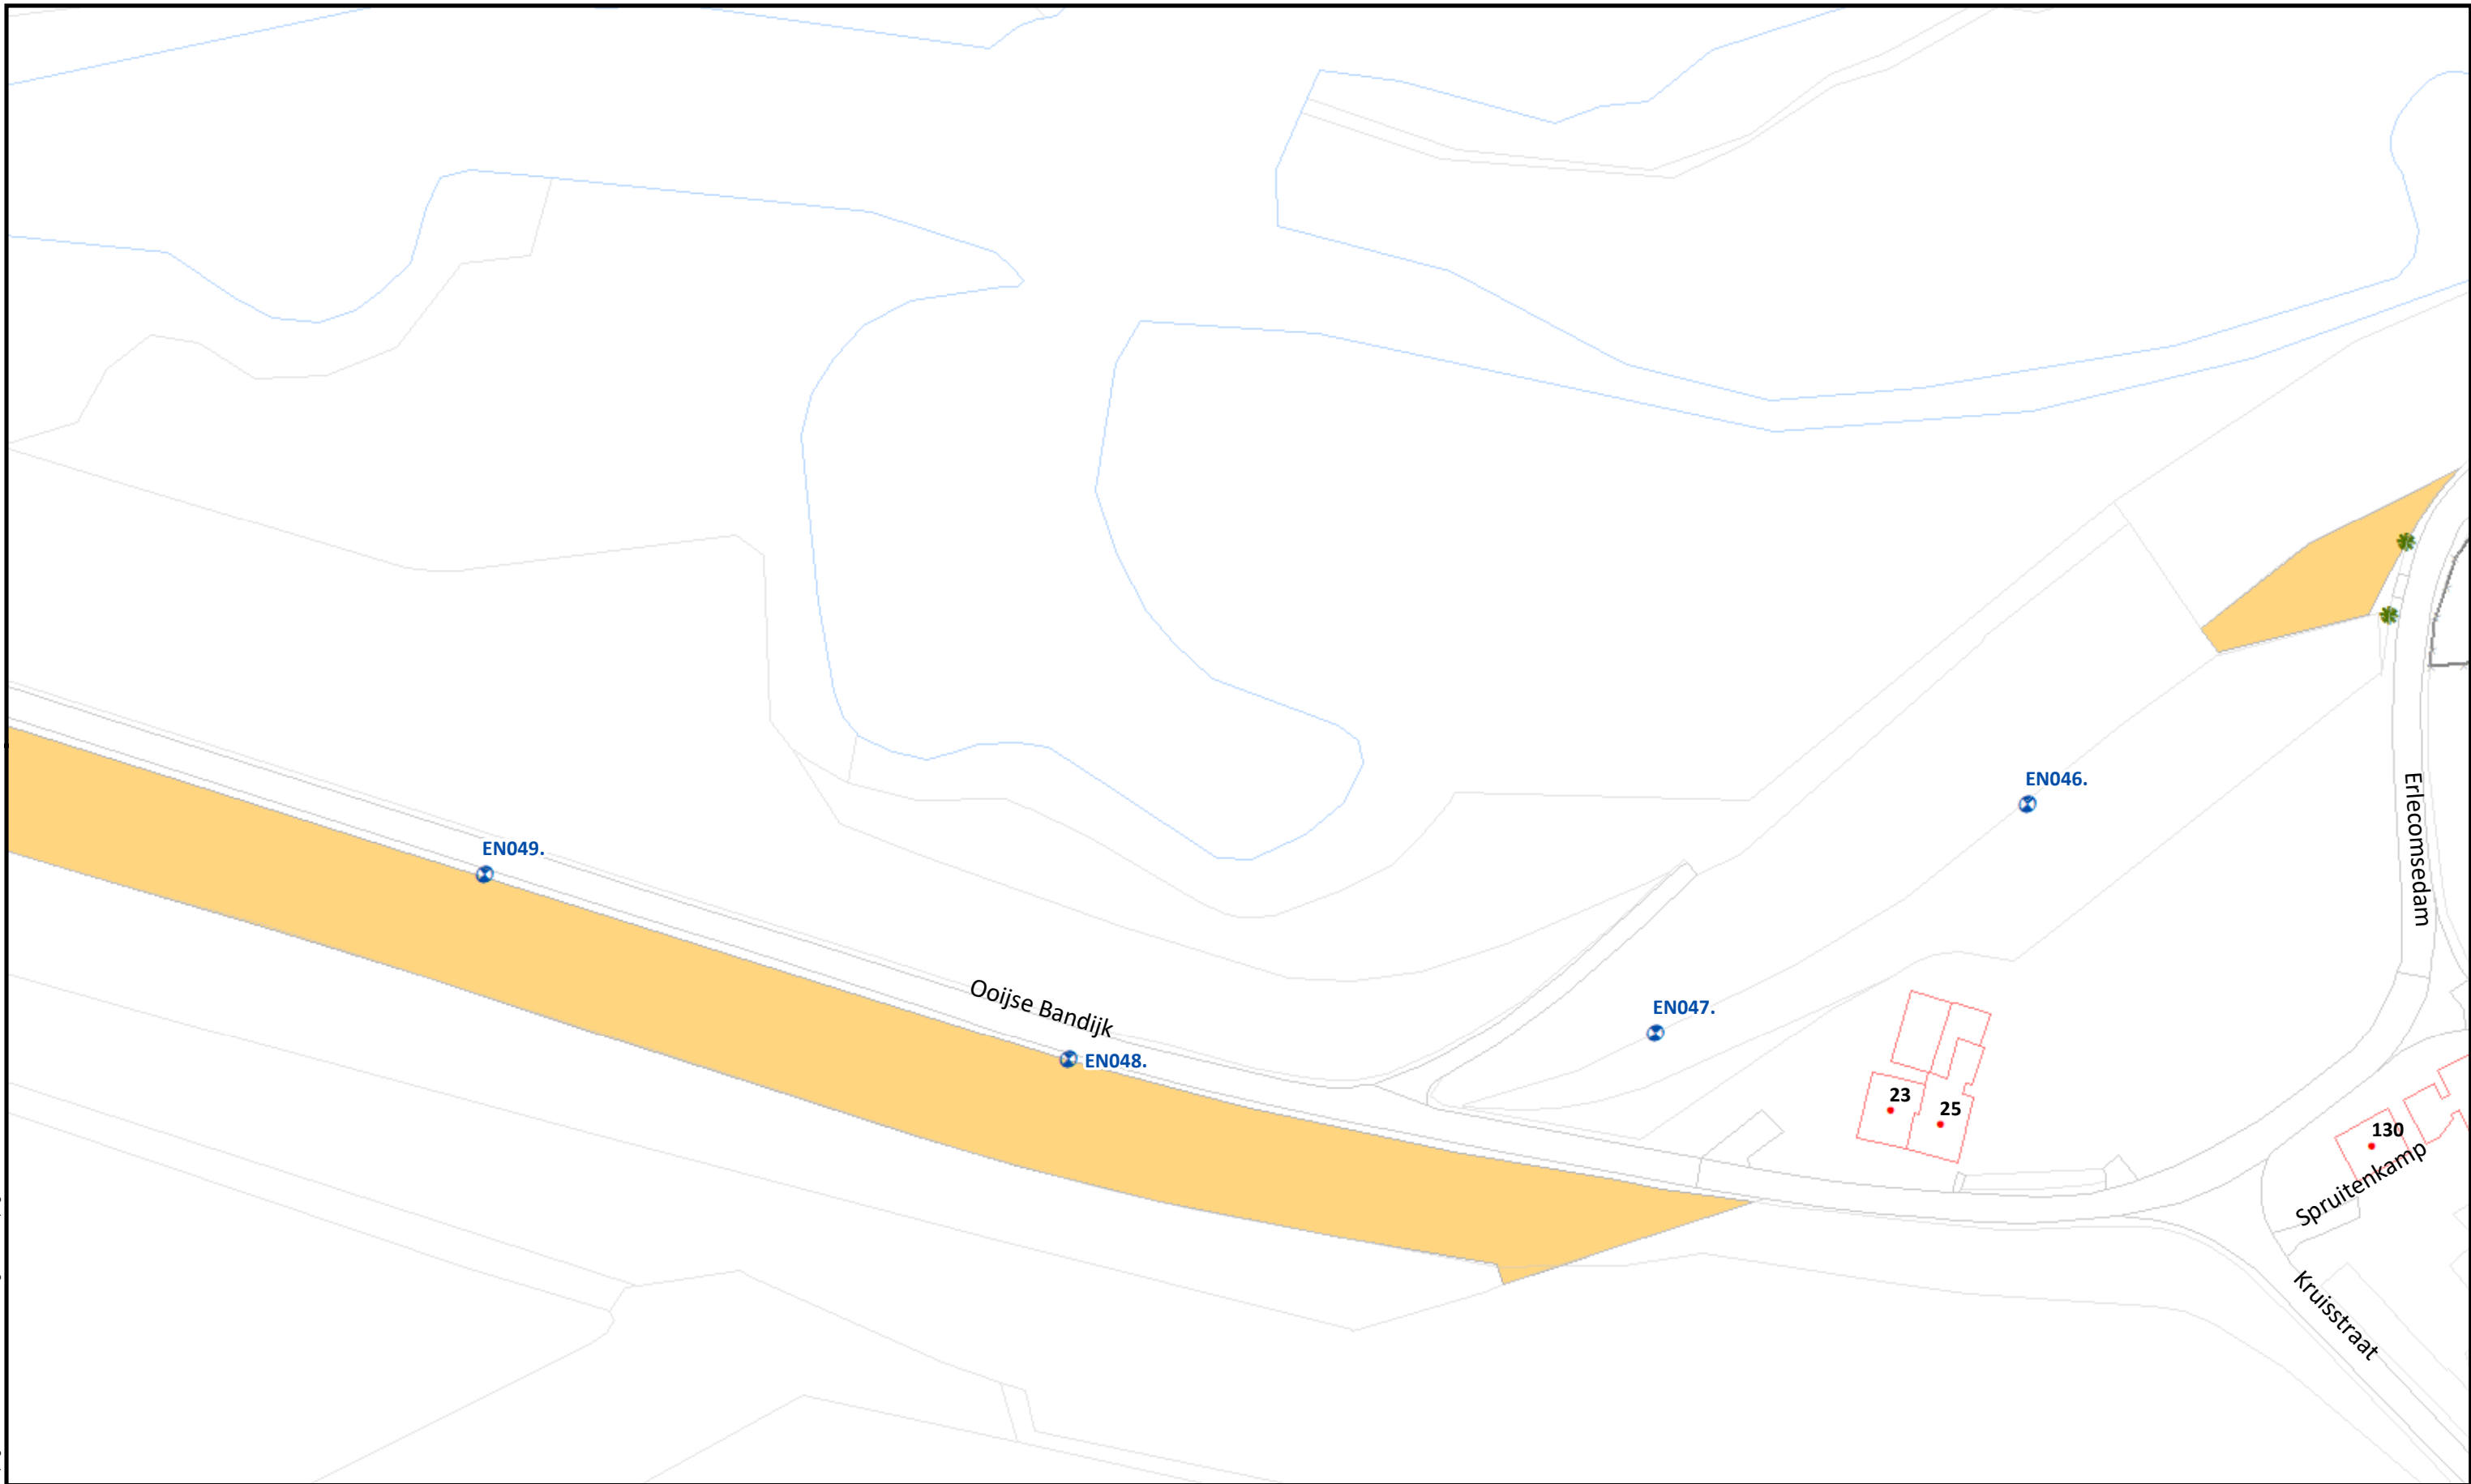 EN046.
Erlecomsedam
EN049.
Ooijse Bandijk
EN047.
EN048.
23
25
130
Spruitenkamp
Kruisstraat